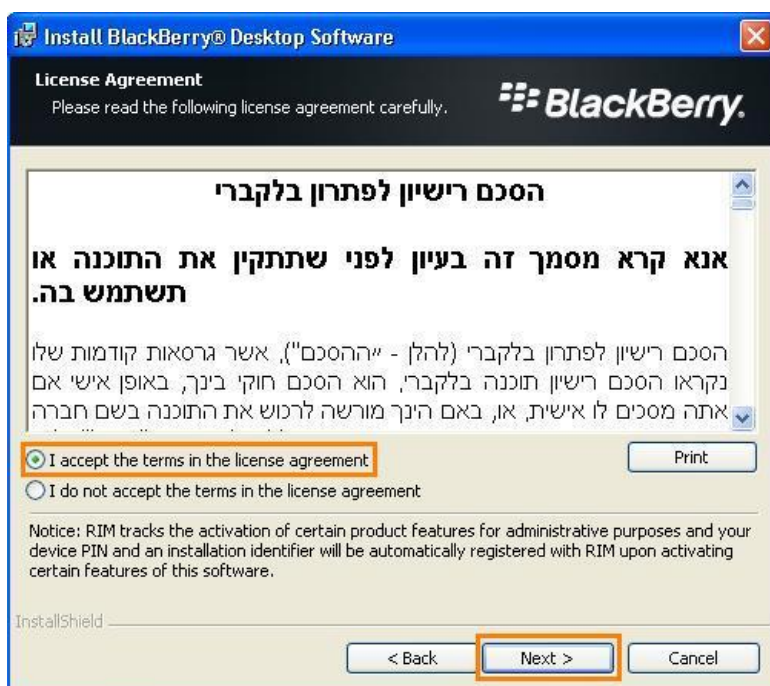 Install BlackBerry® Desktop Software
License Agreement
Please read the following license agreement carefully.
BlackBerry.
הסכם רישיון לפתרון בלקברי
אנא קרא מסמך זה בעיון לפני שתתקין את התוכנה או
תשתמש בה.
הסכם רישיון לפתרון בלקברי (להלן - "ההסכם"), אשר גרסאות קודמות שלו
נקראו הסכם רישיון תוכנה בלקברי, הוא הסכם חוקי בינך, באופן אישי אם
אתה מסכים לו אישית, או, באם הינך מורשה לרכוש את התוכנה בשם חברה
I accept the terms in the license agreement
Print
I do not accept the terms in the license agreement
Notice: RIM tracks the activation of certain product features for administrative purposes and your
device PIN and an installation identifier will be automatically registered with RIM upon activating
certain features of this software.
InstallShield
< Back
Next >
Cancel